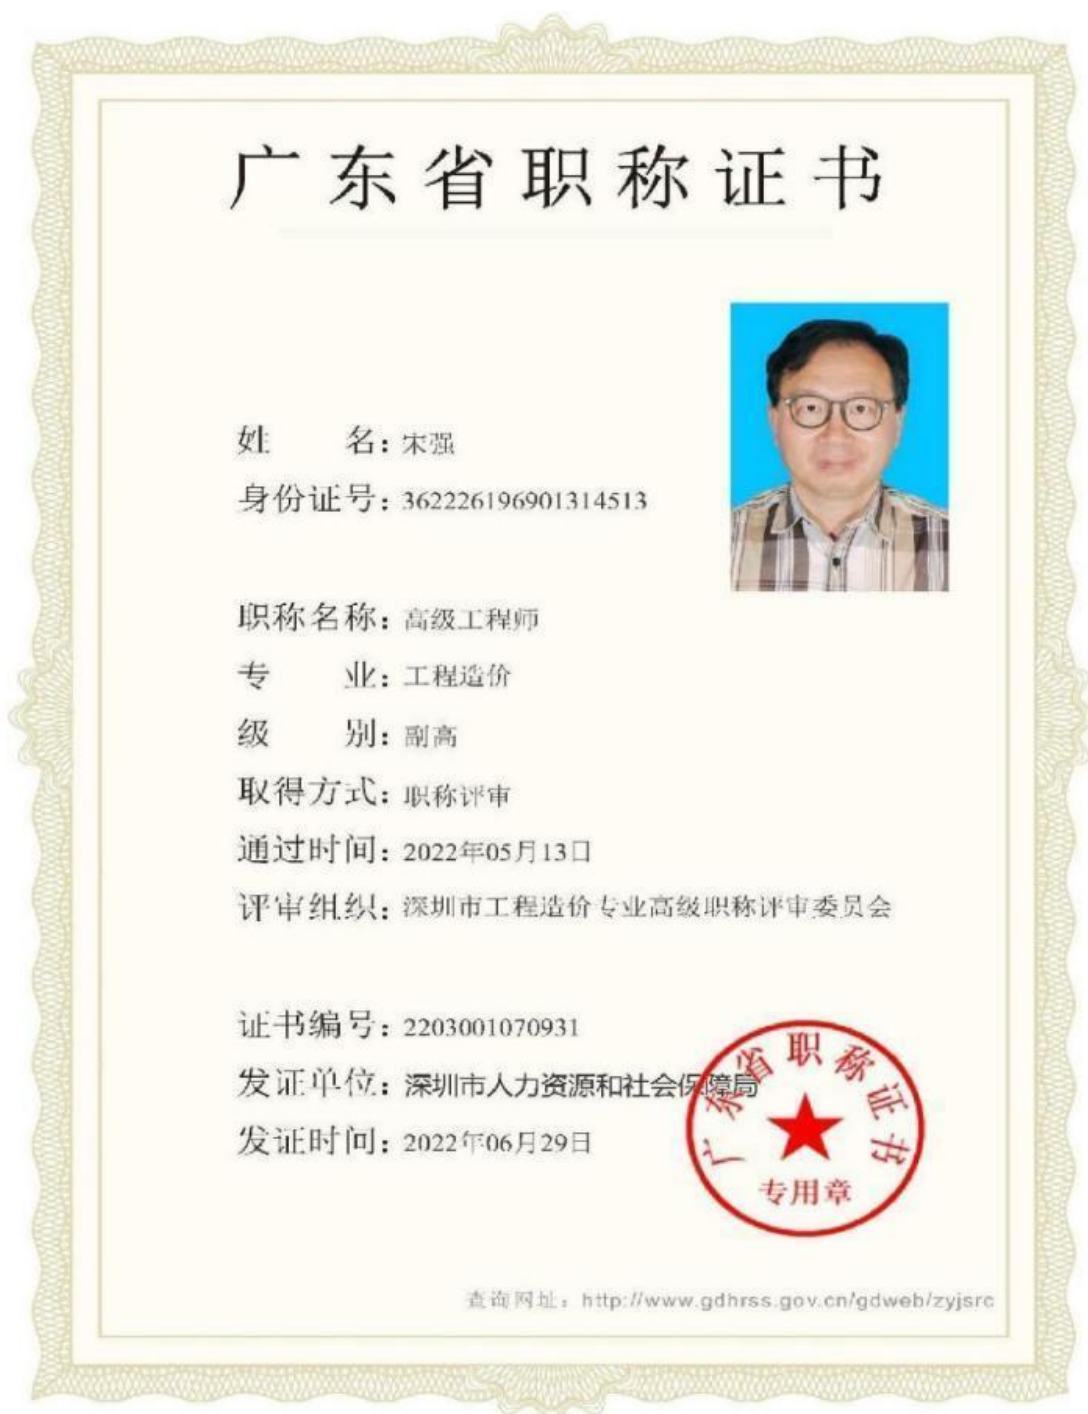 广东省职称证书
姓 名：宋强
身份证号：362226196901314513
职称名称：高级工程师
专 业：工程造价
级 别：副高
取得方式：职称评审
通过时间：2022年05月13日
评审组织：深圳市工程造价专业高级职称评审委员会
证书编号：2203001070931
发证单位：深圳市人力资源和社会保障局
发证时间：2022年06月29日
广东省职称证书
专用章
查询网址：http://www.gdhrss.gov.cn/gdweb/zyjsrc